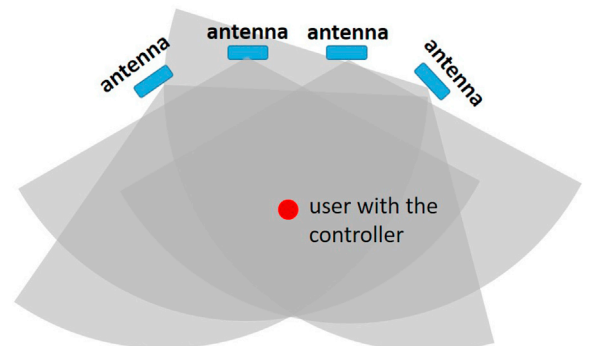 antenna
antenna
antenna
antenna
user with the
controller